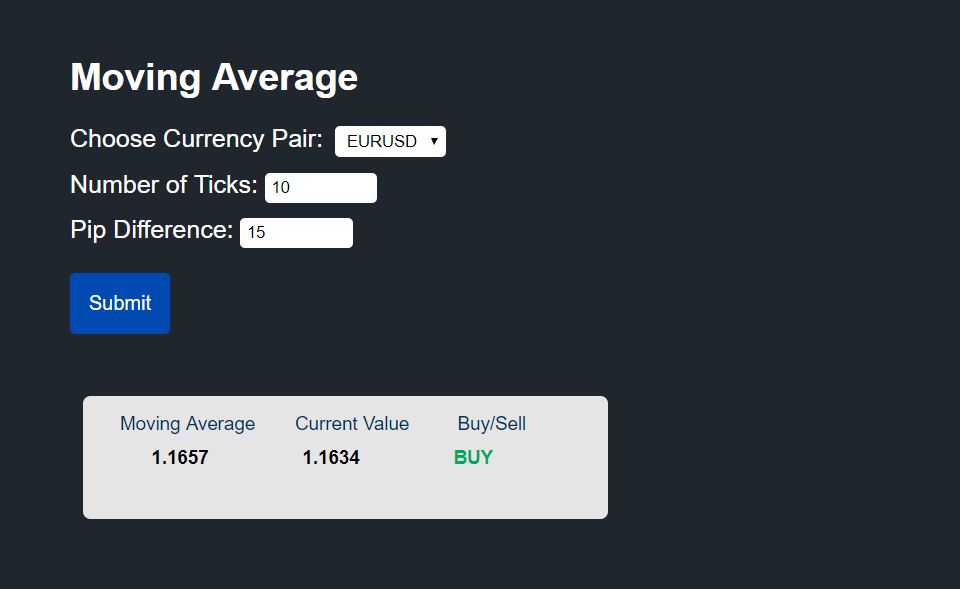 Moving Average
Choose Currency Pair: EURUSD ▼
Number of Ticks: 10
Pip Difference: 15
Submit
Moving Average Current Value Buy/Sell
1.1657 1.1634 BUY